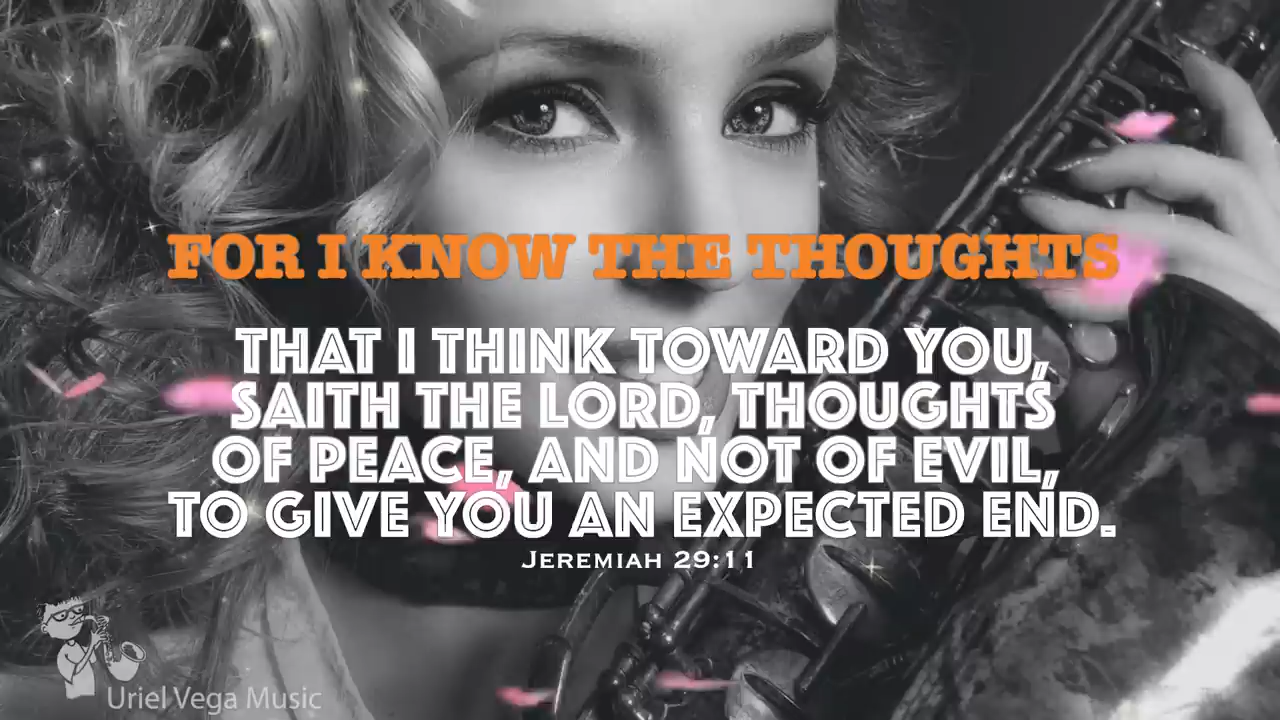 FOR I KNOW THE THOUGHTS
THAT I THINK TOWARD YOU,
SAITH THE LORD, THOUGHTS
OF PEACE, AND NOT OF EVIL,
TO GIVE YOU AN EXPECTED END.
JEREMIAH 29:11
Uriel Vega Music